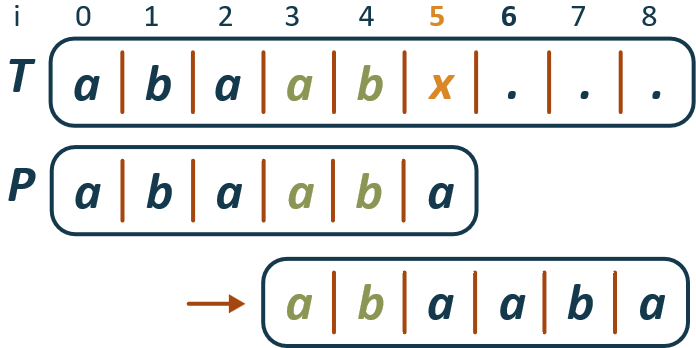 i 0 1 2 3 4 5 6 7 8
T a b a a b x . . .
P a b a a b a
a b a a b a